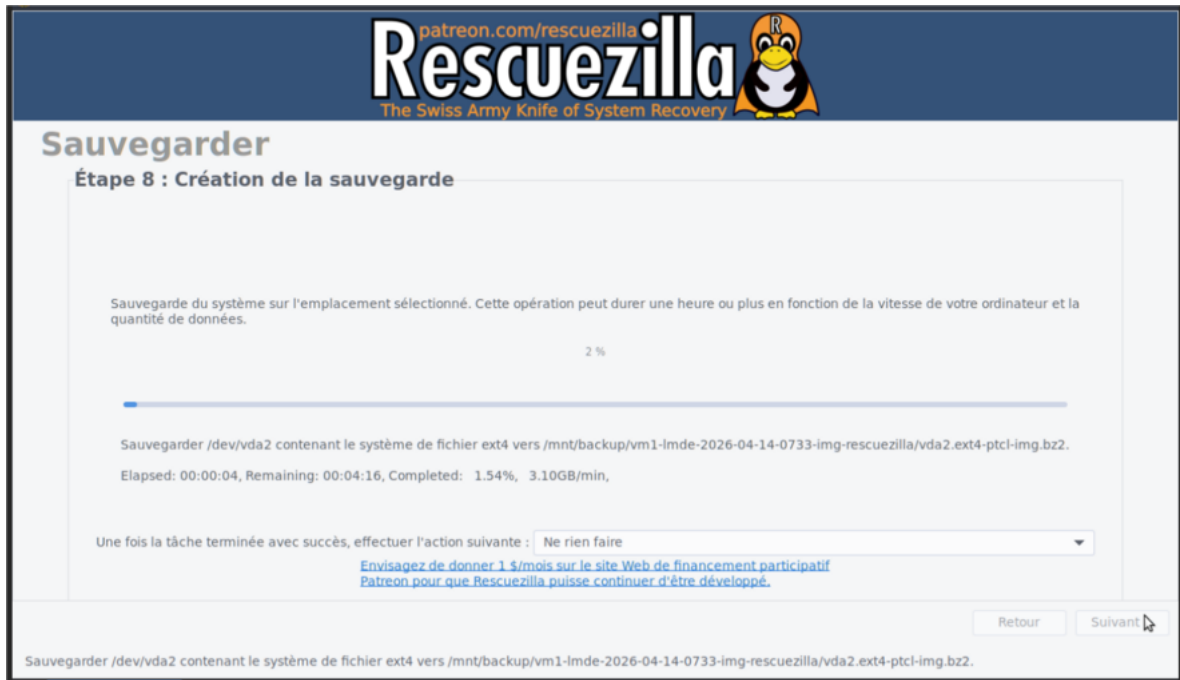 patreon.com/rescuezilla
R
Rescuezilla
The Swiss Army Knife of System Recovery
Sauvegarder
Étape 8 : Création de la sauvegarde
Sauvegarde du système sur l'emplacement sélectionné. Cette opération peut durer une heure ou plus en fonction de la vitesse de votre ordinateur et la
quantité de données.
2 %
Sauvegarder /dev/vda2 contenant le système de fichier ext4 vers /mnt/backup/vm1-lmde-2026-04-14-0733-img-rescuezilla/vda2.ext4-ptcl-img.bz2.
Elapsed: 00:00:04, Remaining: 00:04:16, Completed: 1.54%, 3.10GB/min,
Une fois la tâche terminée avec succès, effectuer l'action suivante : Ne rien faire
Envisagez de donner 1 $/mois sur le site Web de financement participatif
Patreon pour que Rescuezilla puisse continuer d'être développé.
Retour Suivant
Sauvegarder /dev/vda2 contenant le système de fichier ext4 vers /mnt/backup/vm1-lmde-2026-04-14-0733-img-rescuezilla/vda2.ext4-ptcl-img.bz2.